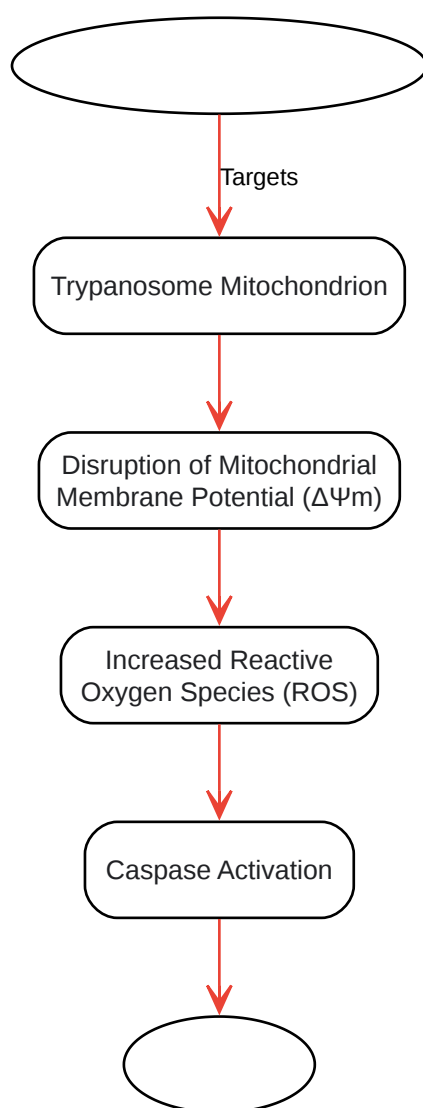 Targets
Trypanosome Mitochondrion
Disruption of Mitochondrial
Membrane Potential (ΔΨm)
Increased Reactive
Oxygen Species (ROS)
Caspase Activation